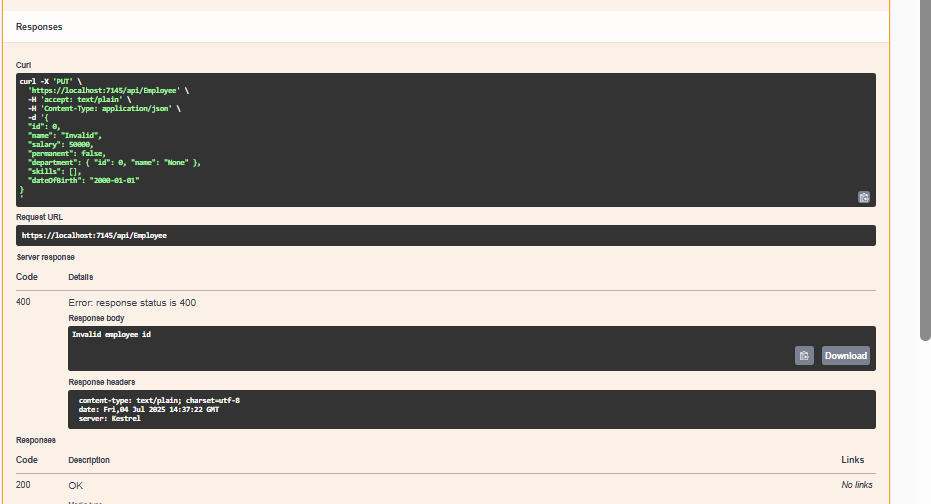 Responses
Curl
curl -X 'PUT' \
'https://localhost:7145/api/Employee' \
-H 'accept: text/plain' \
-H 'Content-Type: application/json' \
-d '{
"id": 0,
"name": "Invalid",
"salary": 50000,
"permanent": false,
"department": { "id": 0, "name": "None" },
"skills": [],
"dateOfBirth": "2000-01-01"
}
'
Request URL
https://localhost:7145/api/Employee
Server response
Code Details
400 Error: response status is 400
Response body
Invalid employee id
Download
Response headers
content-type: text/plain; charset=utf-8
date: Fri,04 Jul 2025 14:37:22 GMT
server: Kestrel
Responses
Code Description Links
200 OK No links